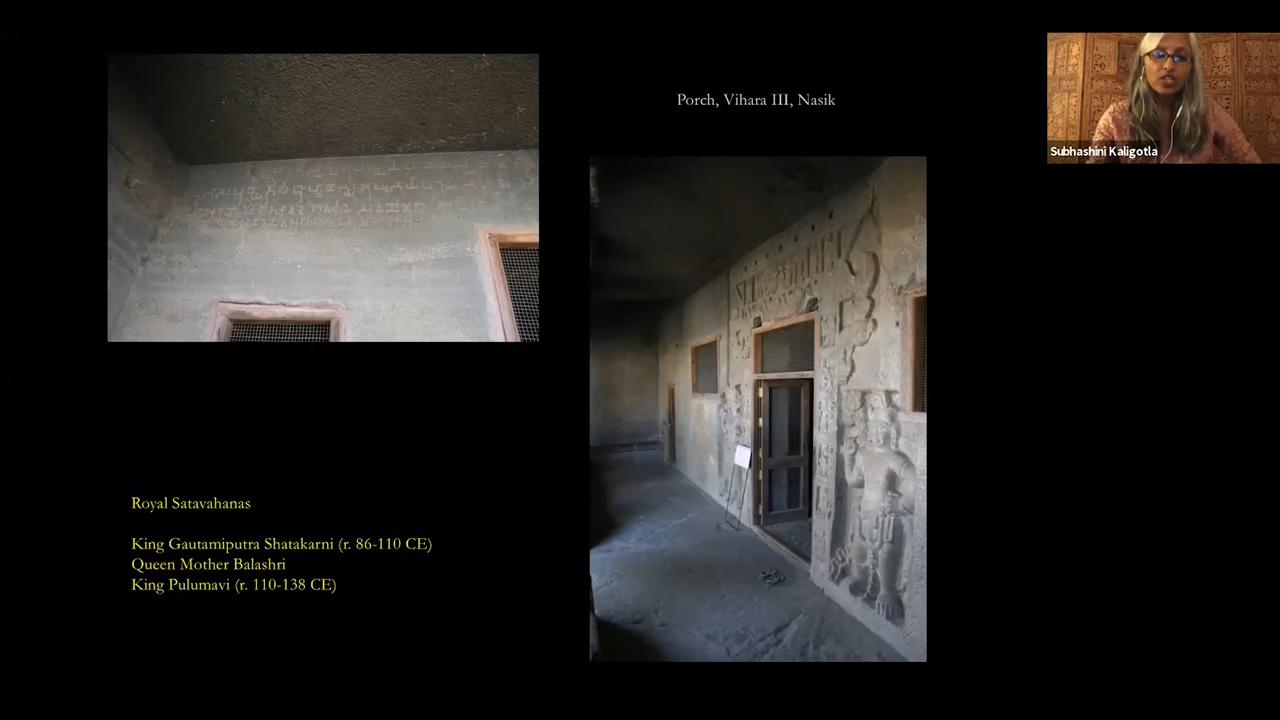 Porch, Vihara III, Nasik
Subhashini Kaligotla
Royal Satavahanas
King Gautamiputra Shatakarni (r. 86-110 CE)
Queen Mother Balashri
King Pulumavi (r. 110-138 CE)